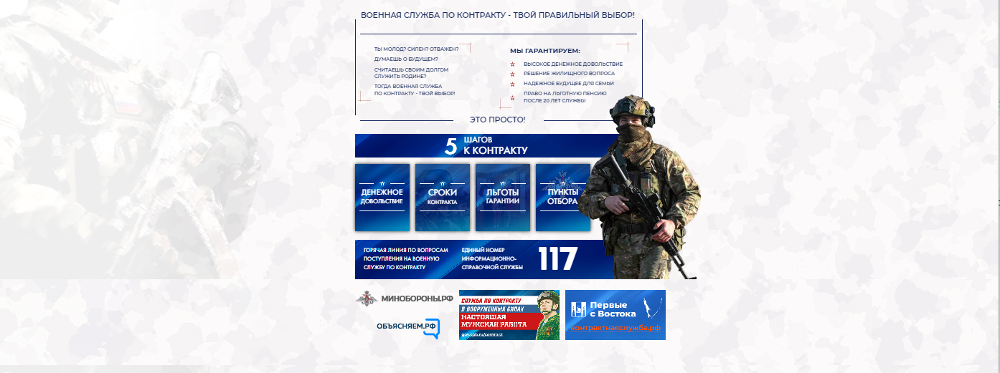 ВОЕННАЯ СЛУЖБА ПО КОНТРАКТУ - ТВОЙ ПРАВИЛЬНЫЙ ВЫБОР!
ТЫ МОЛОД? СИЛЕН? ОТВАЖЕН?
ДУМАЕШЬ О БУДУЩЕМ?
СЧИТАЕШЬ СВОИМ ДОЛГОМ
СЛУЖИТЬ РОДИНЕ?
ТОГДА ВОЕННАЯ СЛУЖБА
ПО КОНТРАКТУ - ТВОЙ ВЫБОР!
МЫ ГАРАНТИРУЕМ:
ВЫСОКОЕ ДЕНЕЖНОЕ ДОВОЛЬСТВИЕ
РЕШЕНИЕ ЖИЛИЩНОГО ВОПРОСА
НАДЕЖНОЕ БУДУЩЕЕ ДЛЯ СЕМЬИ
ПРАВО НА ЛЬГОТНУЮ ПЕНСИЮ
ПОСЛЕ 20 ЛЕТ СЛУЖБЫ
ЭТО ПРОСТО!
5 ШАГОВ
К КОНТРАКТУ
ДЕНЕЖНОЕ
ДОВОЛЬСТВИЕ
СРОКИ
КОНТРАКТА
ЛЬГОТЫ
ГАРАНТИИ
ПУНКТЫ
ОТБОРА
ГОРЯЧАЯ ЛИНИЯ ПО ВОПРОСАМ
ПОСТУПЛЕНИЯ НА ВОЕННУЮ
СЛУЖБУ ПО КОНТРАКТУ
ЕДИНЫЙ НОМЕР
ИНФОРМАЦИОННО-
СПРАВОЧНОЙ СЛУЖБЫ
117
МИНОБОРОНЫ.РФ
ОБЪЯСНЯЕМ.РФ
СЛУЖБА ПО КОНТРАКТУ
В ВООРУЖЕННЫХ СИЛАХ
НАСТОЯЩАЯ
МУЖСКАЯ РАБОТА
gov.spb.ru/contract
Первые
с Востока
контрактнаяслужба.рф